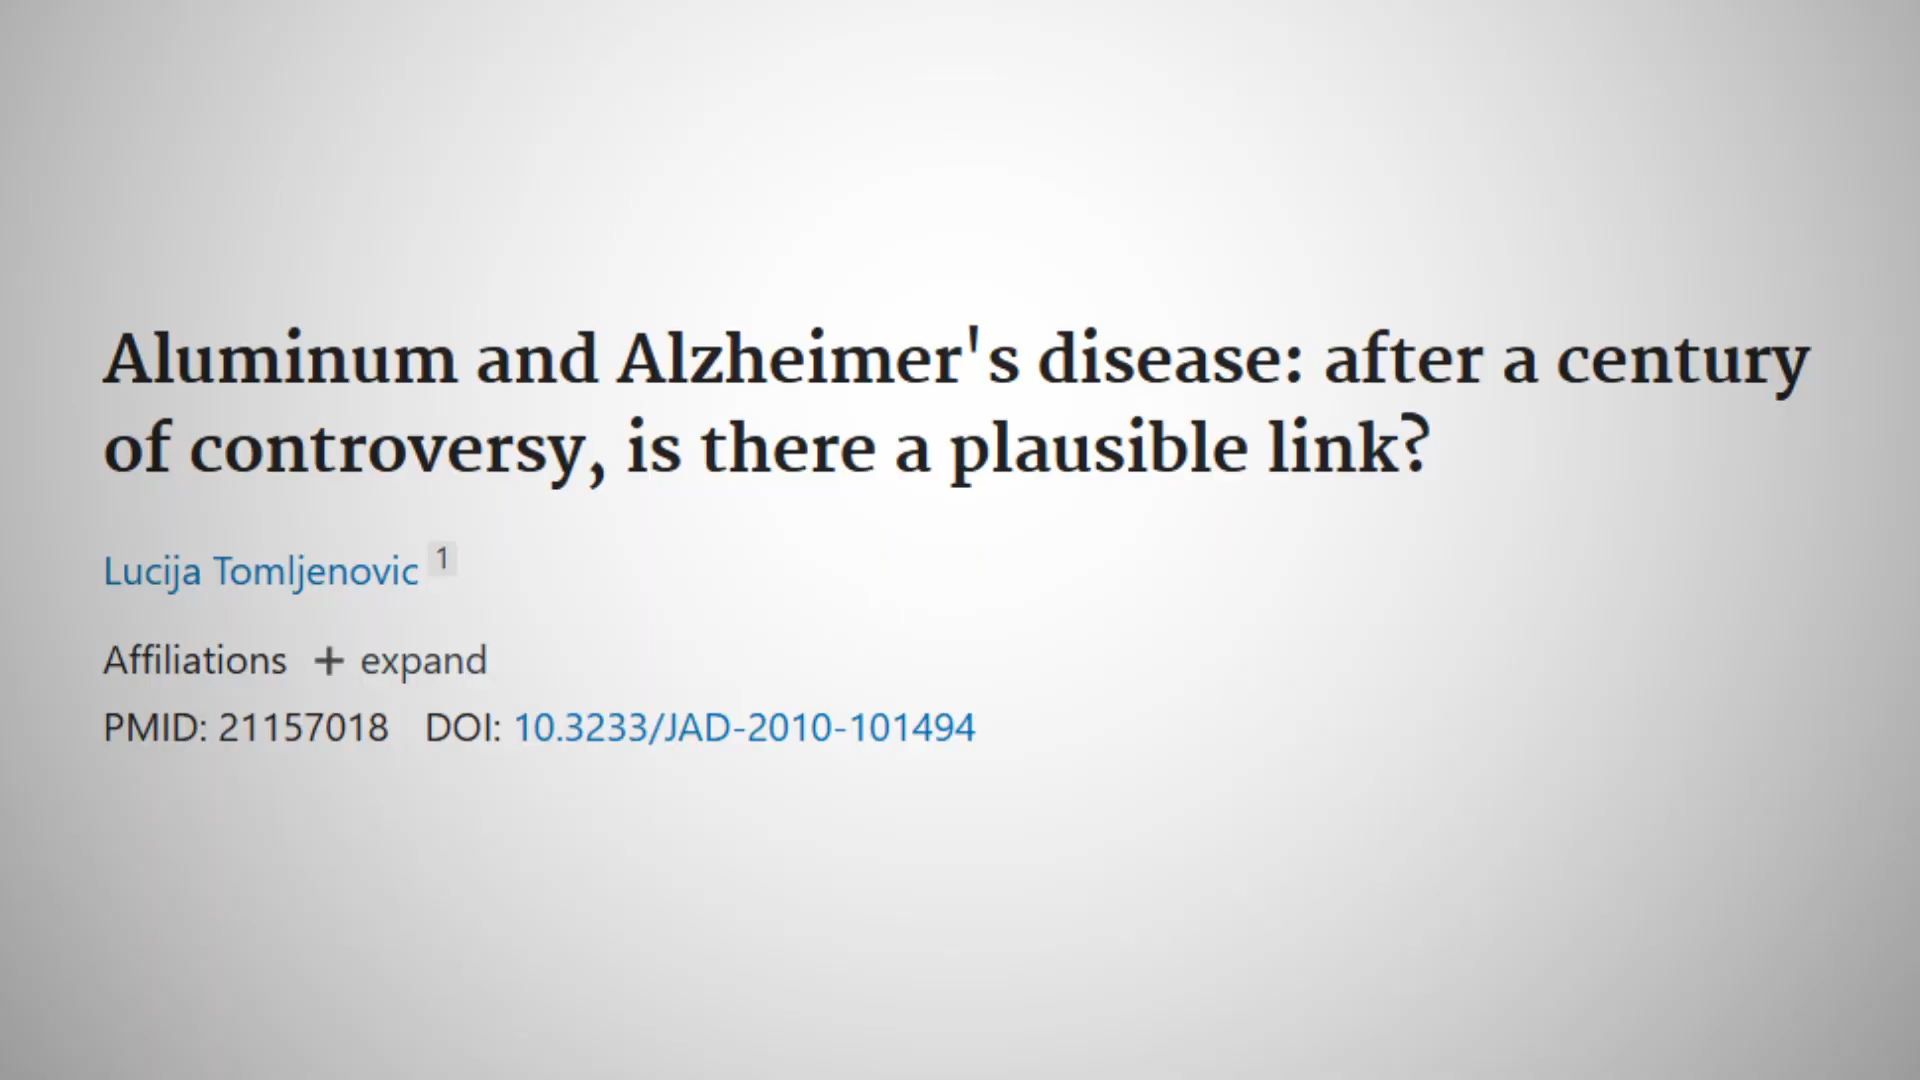 Aluminum and Alzheimer's disease: after a century
of controversy, is there a plausible link?
Lucija Tomljenovic 1
Affiliations + expand
PMID: 21157018 DOI: 10.3233/JAD-2010-101494